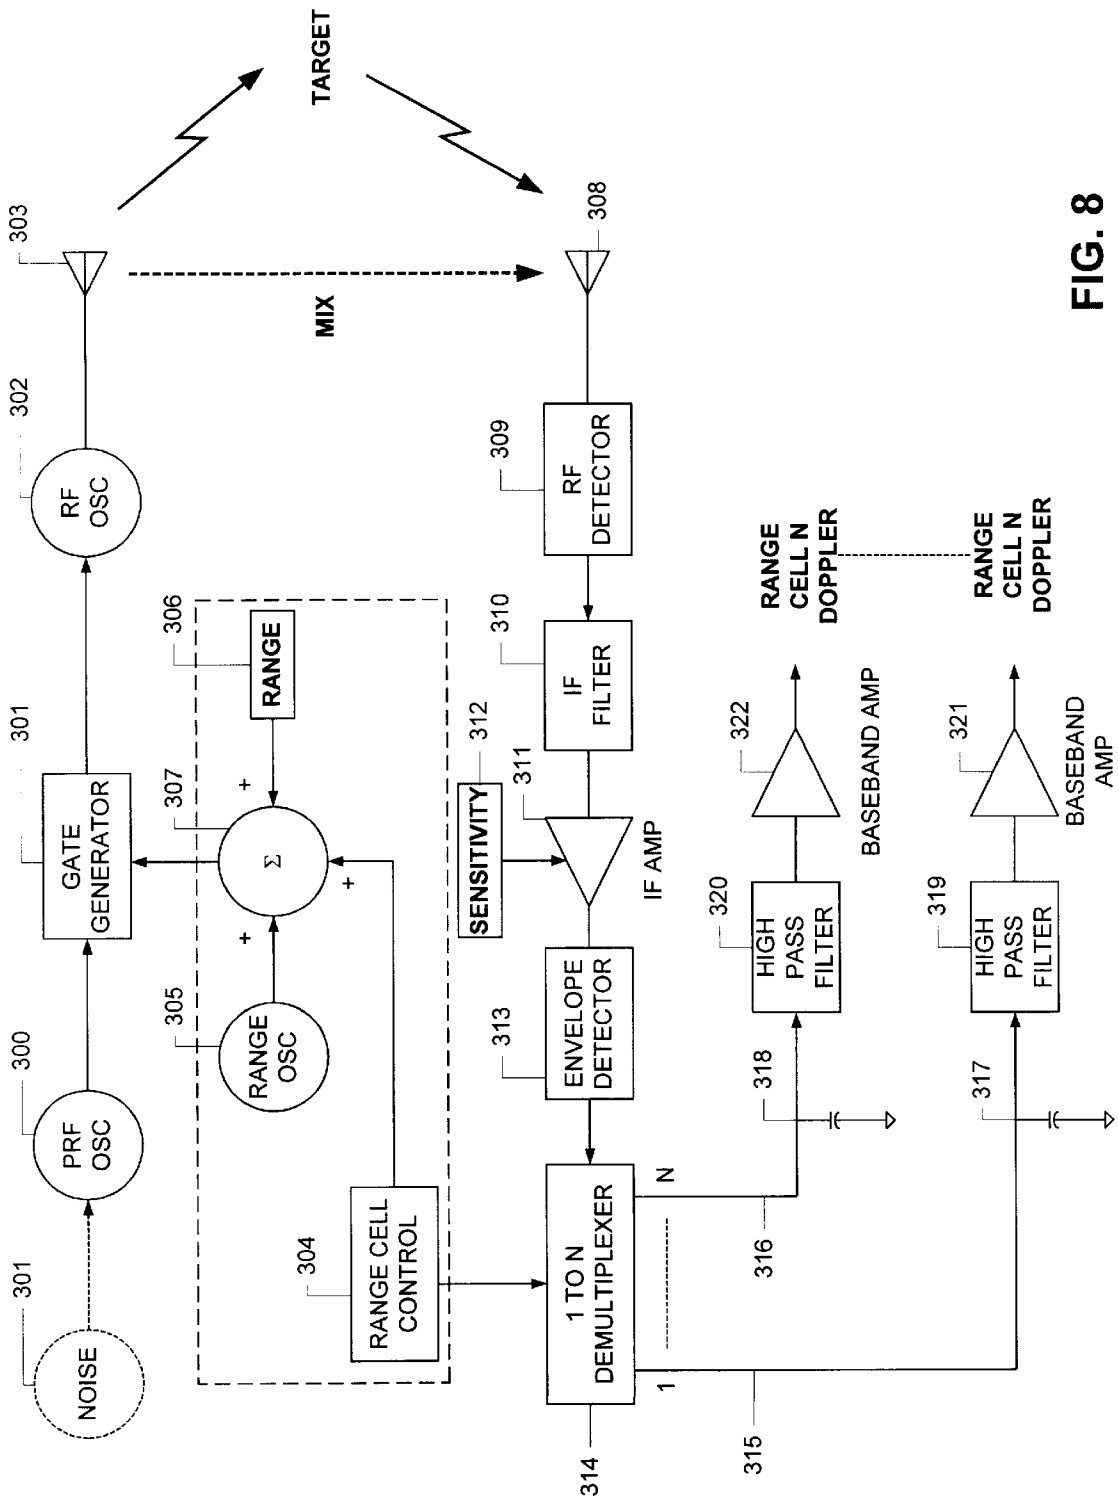 301
NOISE
300
PRF
OSC
301
GATE
GENERATOR
302
RF
OSC
303
TARGET
MIX
305
RANGE
OSC
307
Σ
+
+
+
306
RANGE
304
RANGE CELL
CONTROL
308
309
RF
DETECTOR
310
IF
FILTER
311
312
SENSITIVITY
IF AMP
313
ENVELOPE
DETECTOR
314
1 TO N
DEMULTIPLEXER
1
N
315
316
318
320
HIGH
PASS
FILTER
322
BASEBAND AMP
RANGE
CELL N
DOPPLER
317
319
HIGH
PASS
FILTER
321
BASEBAND
AMP
RANGE
CELL N
DOPPLER
FIG. 8